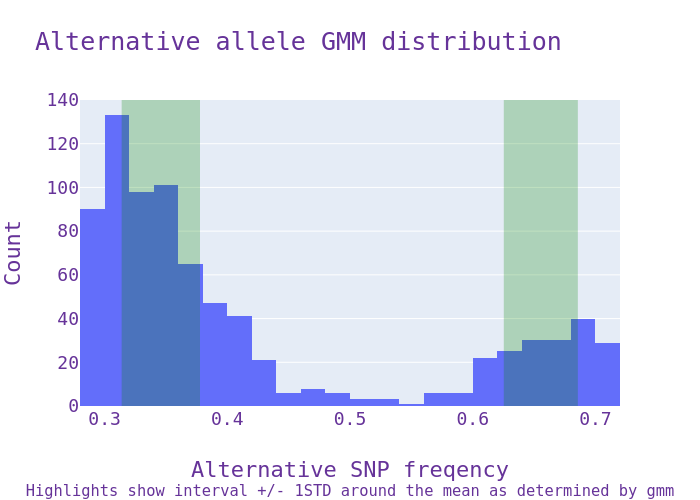 Alternative allele GMM distribution
140
120
100
80
60
40
20
0
Count
0.3 0.4 0.5 0.6 0.7
Alternative SNP freqency
Highlights show interval +/- 1STD around the mean as determined by gmm